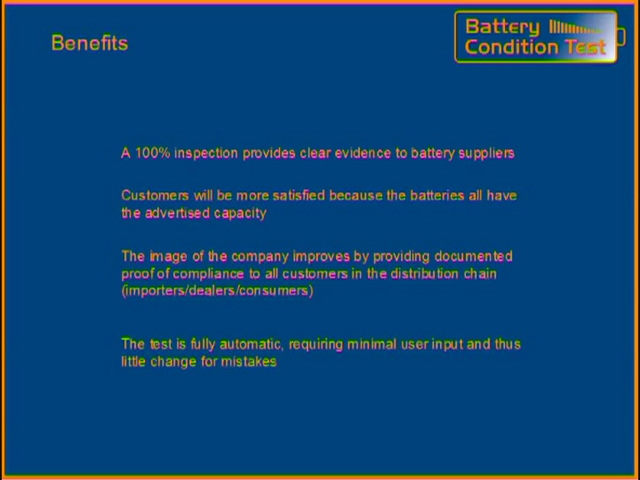 Benefits
Battery
Condition Test
A 100% inspection provides clear evidence to battery suppliers
Customers will be more satisfied because the batteries all have
the advertised capacity
The image of the company improves by providing documented
proof of compliance to all customers in the distribution chain
(importers/dealers/consumers)
The test is fully automatic, requiring minimal user input and thus
little change for mistakes